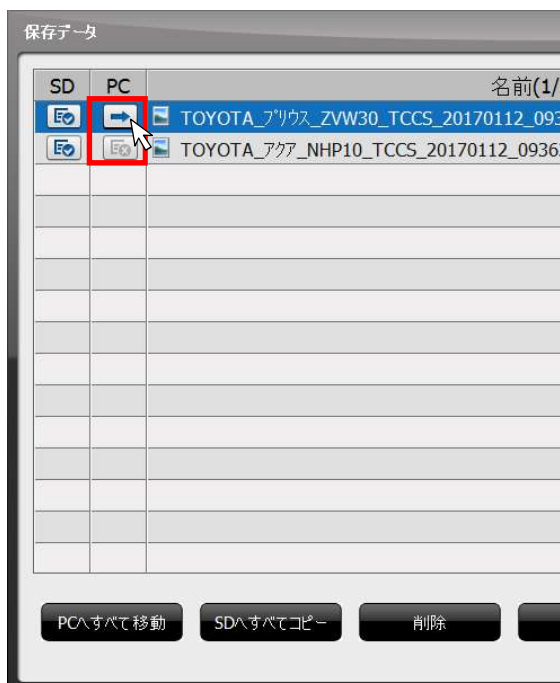 保存データ
SD PC 名前(1/
TOYOTA_プリウス_ZVW30_TCCS_20170112_093
TOYOTA_アクア_NHP10_TCCS_20170112_0936
PCへすべて移動 SDへすべてコピー 削除